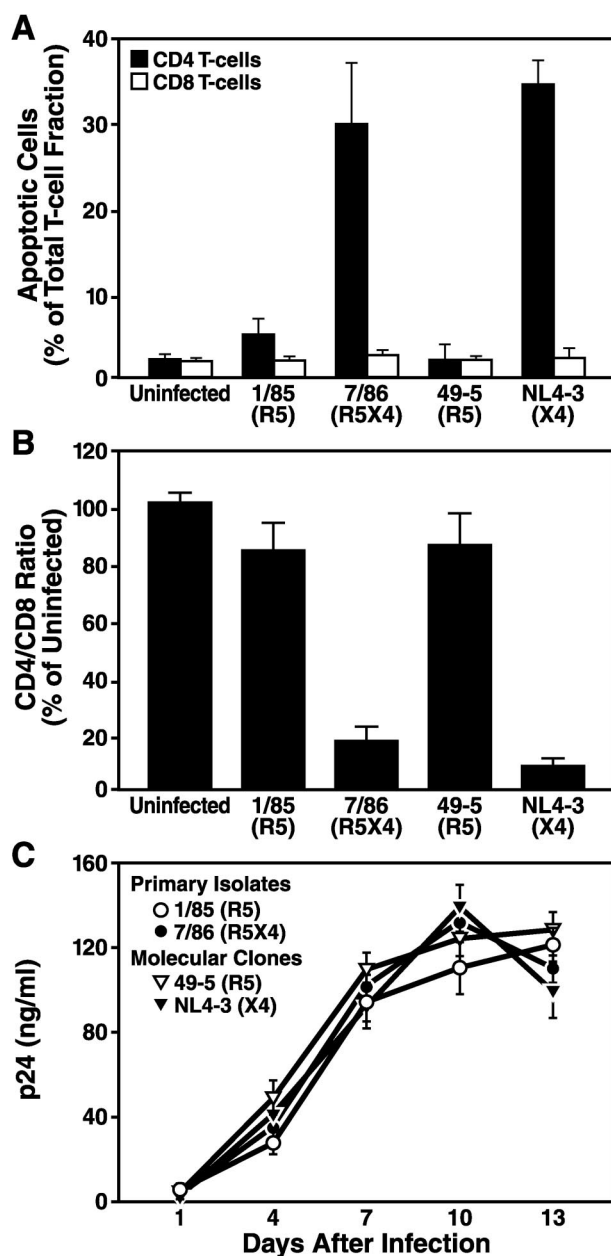 A
Apoptotic Cells
(% of Total T-cell Fraction)
40
30
20
10
0
CD4 T-cells
CD8 T-cells
Uninfected
1/85
(R5)
7/86
(R5X4)
49-5
(R5)
NL4-3
(X4)
B
CD4/CD8 Ratio
(% of Uninfected)
120
100
80
60
40
20
0
Uninfected
1/85
(R5)
7/86
(R5X4)
49-5
(R5)
NL4-3
(X4)
C
p24 (ng/ml)
160
120
80
40
0
Primary Isolates
1/85 (R5)
7/86 (R5X4)
Molecular Clones
49-5 (R5)
NL4-3 (X4)
1 4 7 10 13
Days After Infection